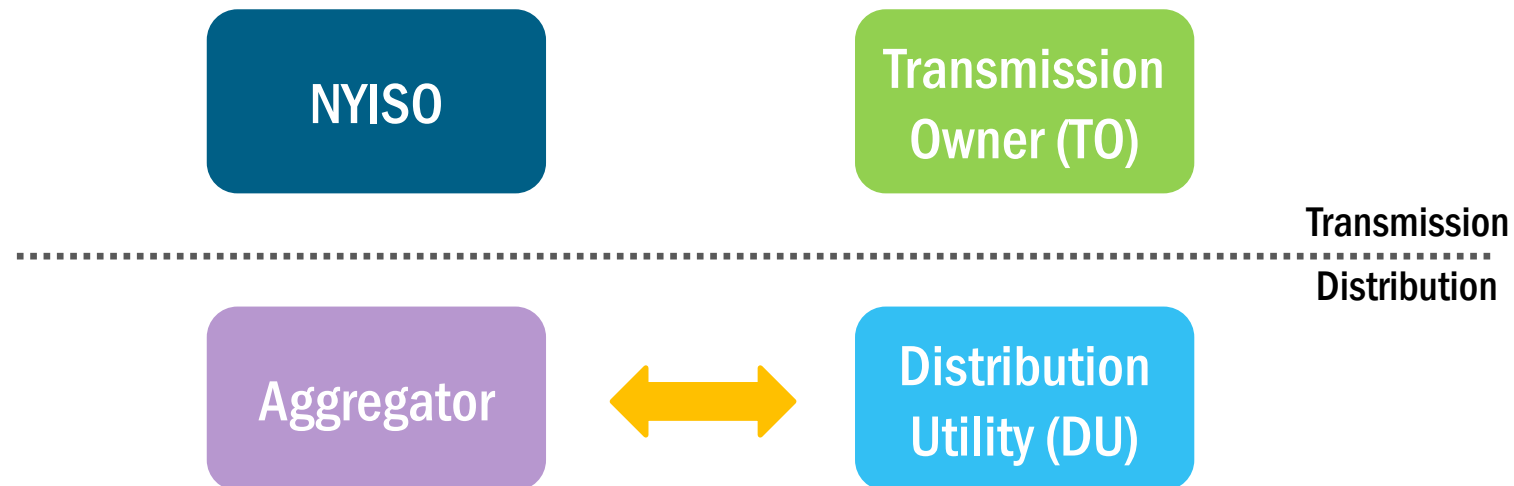 NYISO
Transmission
Owner (TO)
Transmission
Distribution
Aggregator
Distribution
Utility (DU)